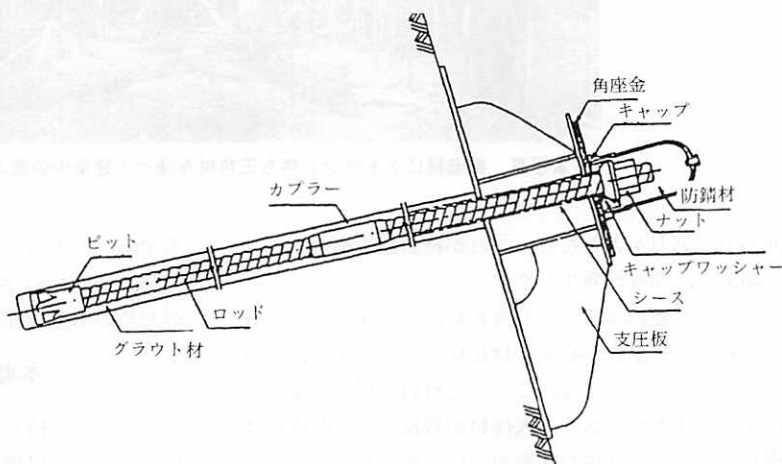 角座金
キャップ
カプラー
防錆材
ナット
ビット
キャップワッシャー
シース
ロッド
支圧板
グラウト材